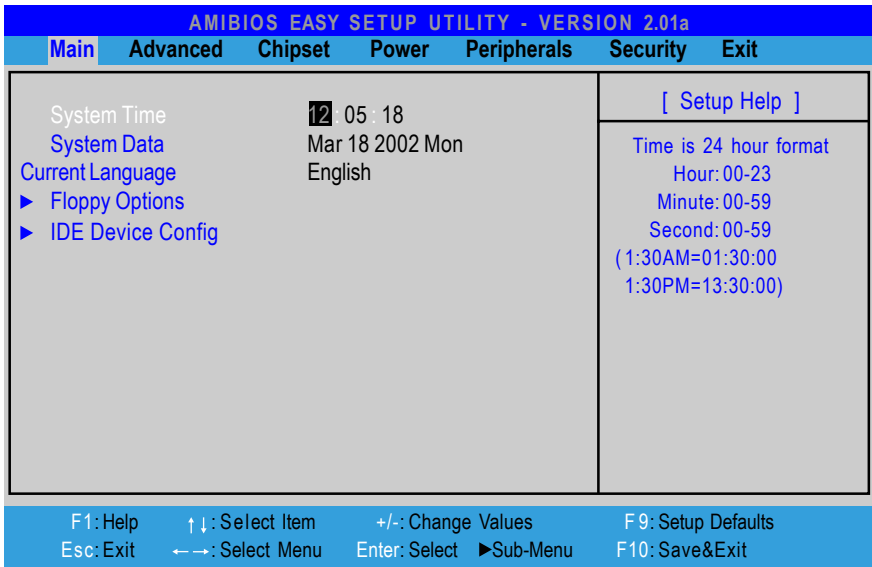 AMIBIOS EASY SETUP UTILITY - VERSION 2.01a
Main Advanced Chipset Power Peripherals Security Exit
System Time 12 : 05 : 18
System Data Mar 18 2002 Mon
Current Language English
► Floppy Options
► IDE Device Config
[ Setup Help ]
Time is 24 hour format
Hour:00-23
Minute:00-59
Second:00-59
(1:30AM=01:30:00
1:30PM=13:30:00)
F1:Help ↑↓:Select Item +/-:Change Values F9:Setup Defaults
Esc:Exit ←→:Select Menu Enter:Select ►Sub-Menu F10:Save&Exit